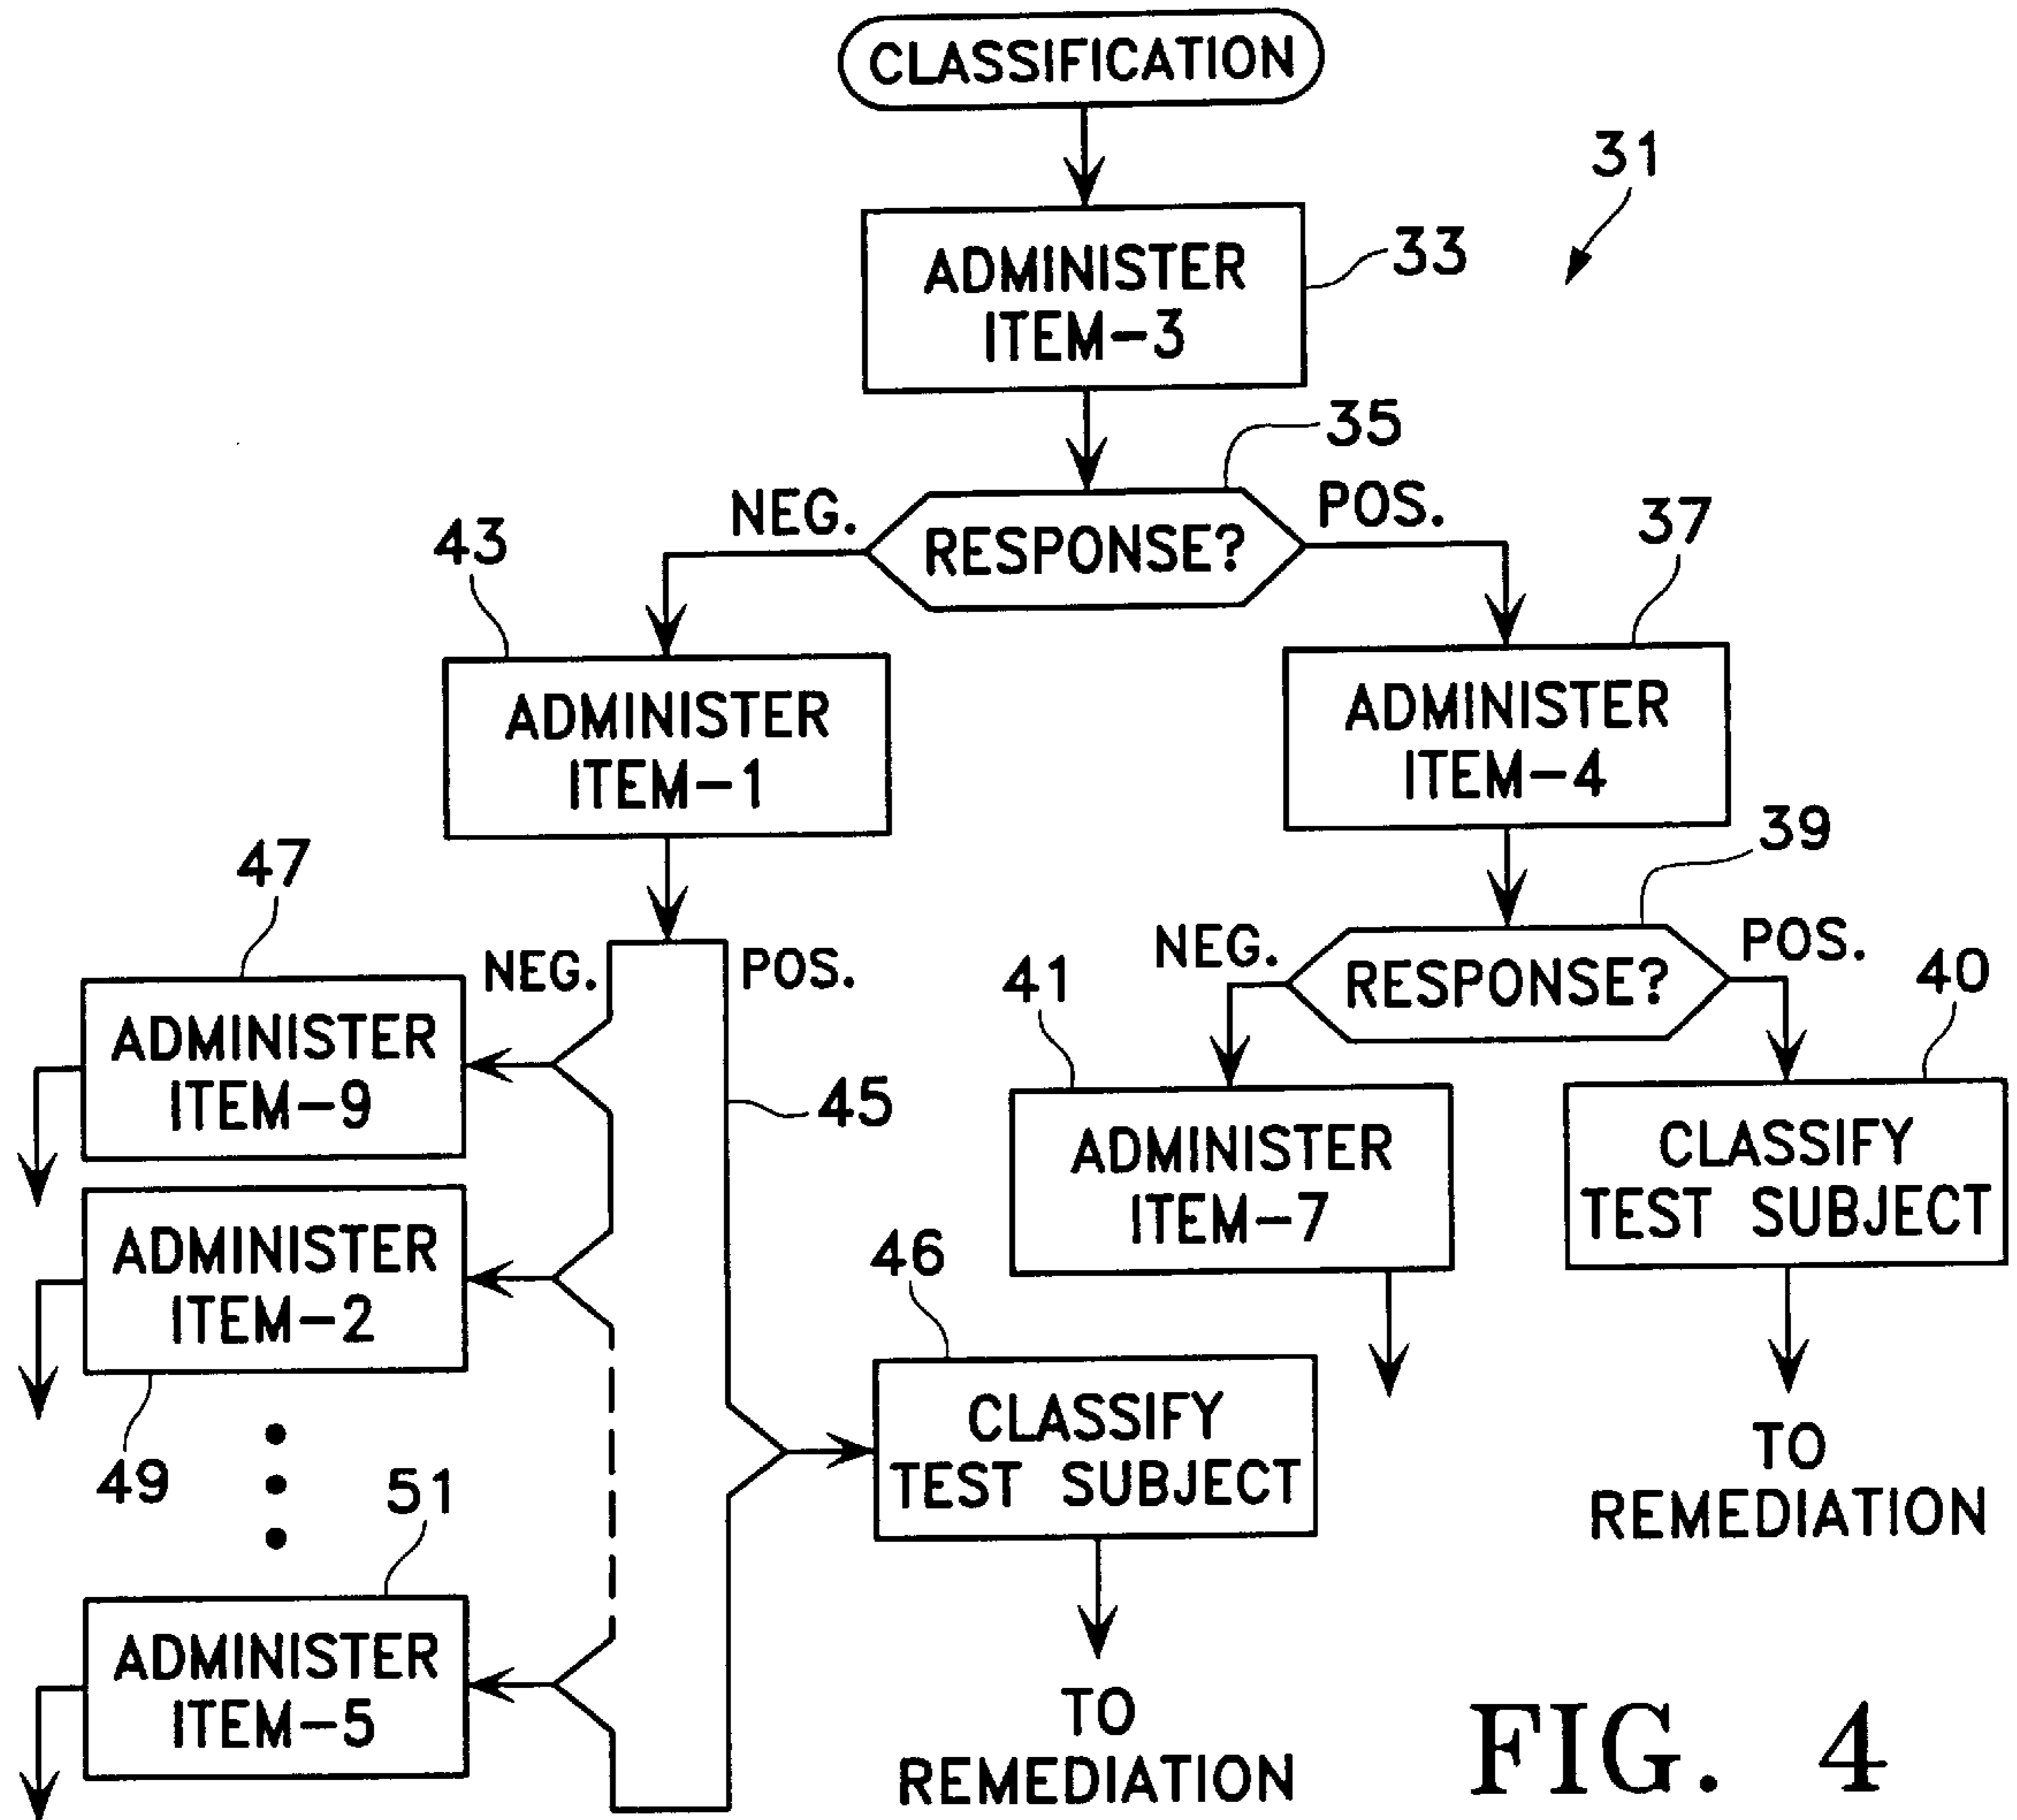 CLASSIFICATION
31
ADMINISTER
ITEM-3
33
35
NEG.
RESPONSE?
POS.
43
37
ADMINISTER
ITEM-1
ADMINISTER
ITEM-4
39
47
NEG.
POS.
NEG.
RESPONSE?
POS.
41
40
ADMINISTER
ITEM-9
45
ADMINISTER
ITEM-7
CLASSIFY
TEST SUBJECT
ADMINISTER
ITEM-2
46
49
CLASSIFY
TEST SUBJECT
TO
REMEDIATION
51
ADMINISTER
ITEM-5
TO
REMEDIATION
FIG. 4